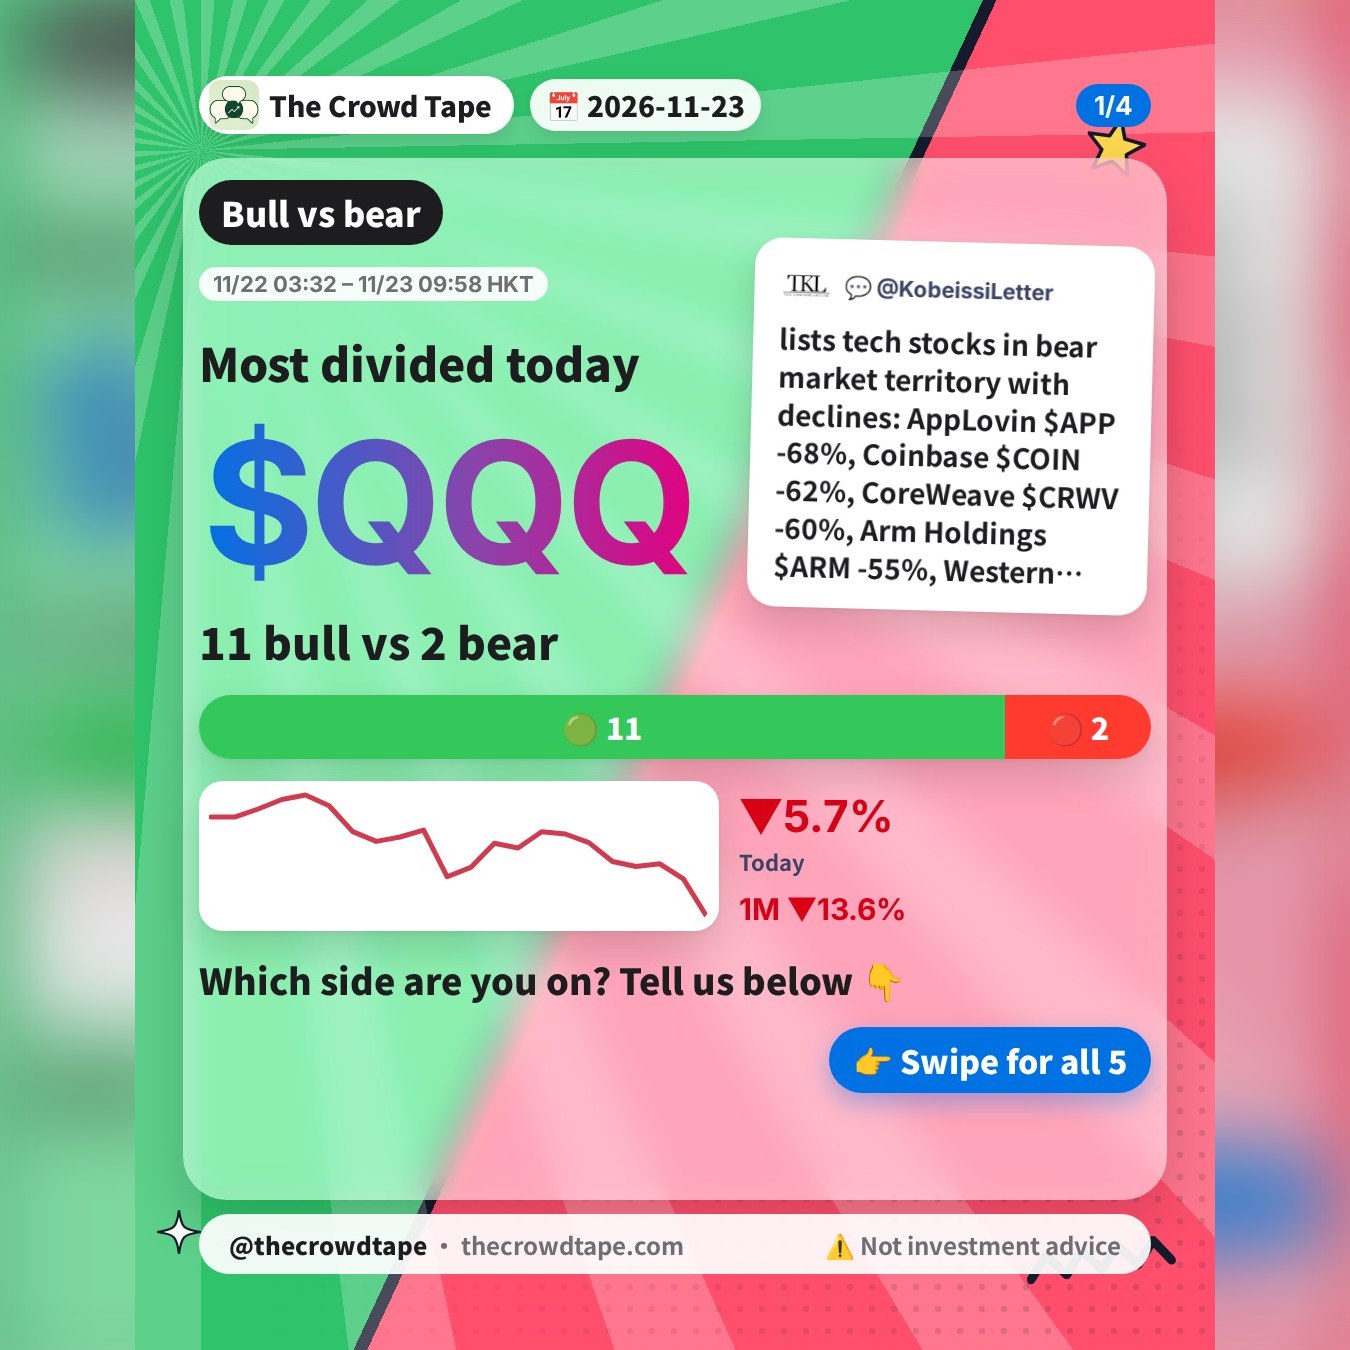 The Crowd Tape
July
17
2026-11-23
1/4
Bull vs bear
11/22 03:32 – 11/23 09:58 HKT
Most divided today
$QQQ
11 bull vs 2 bear
TKL
@KobeissiLetter
lists tech stocks in bear
market territory with
declines: AppLovin $APP
-68%, Coinbase $COIN
-62%, CoreWeave $CRWV
-60%, Arm Holdings
$ARM -55%, Western…
11
2
▼5.7%
Today
1M ▼13.6%
Which side are you on? Tell us below 👇
👉 Swipe for all 5
@thecrowdtape • thecrowdtape.com
⚠️ Not investment advice